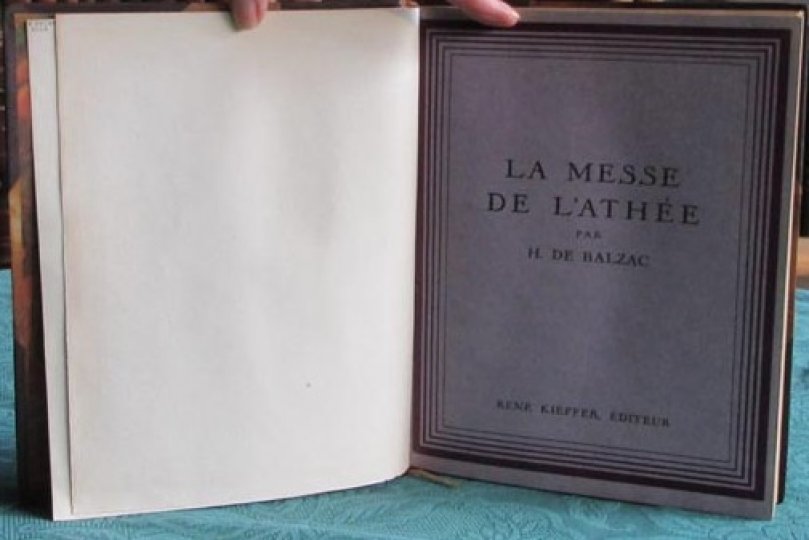 LA MESSE
DE L'ATHÉE
PAR
H. DE BALZAC
RENÉ KIEFFER, ÉDITEUR